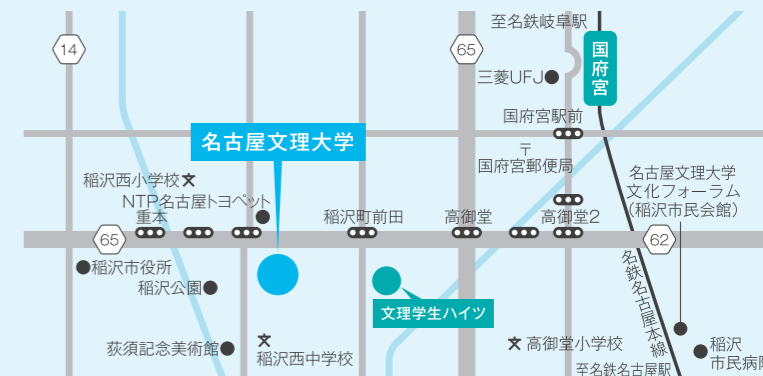 至名鉄岐阜駅
14
65
国府宮
三菱UFJ
国府宮駅前
名古屋文理大学
〒
国府宮郵便局
稲沢西小学校
名古屋文理大学
文化フォーラム
(稲沢市民会館)
NTP名古屋トヨペット
重本
稲沢町前田
高御堂
高御堂2
65
62
稲沢市役所
名鉄名古屋本線
稲沢公園
文理学生ハイツ
荻須記念美術館
稲沢西中学校
高御堂小学校
稲沢
市民病院
至名鉄名古屋駅